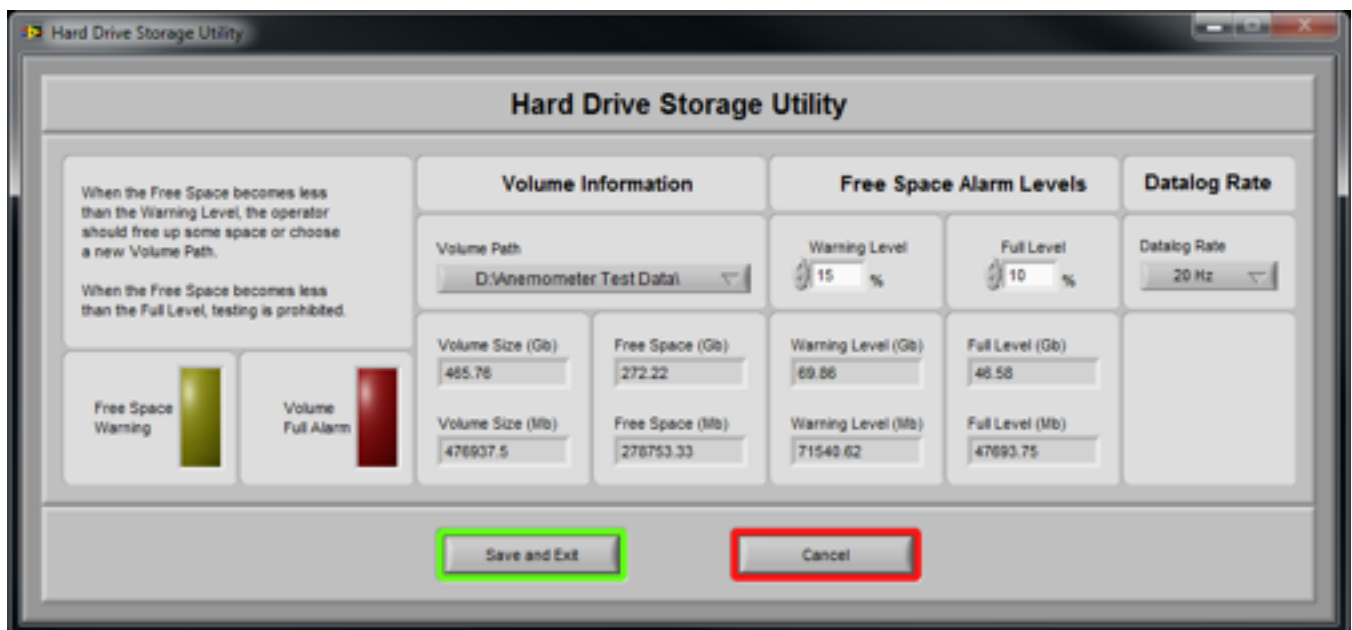 Hard Drive Storage Utility
Hard Drive Storage Utility
When the Free Space becomes less
than the Warning Level, the operator
should free up some space or choose
a new Volume Path.
When the Free Space becomes less
than the Full Level, testing is prohibited.
Free Space
Warning
Volume
Full Alarm
Volume Information
Volume Path
D:\Anemometer Test Data\
Volume Size (Gb)
465.76
Free Space (Gb)
272.22
Volume Size (Mb)
476937.5
Free Space (Mb)
278753.33
Free Space Alarm Levels
Warning Level
15 %
Full Level
10 %
Warning Level (Gb)
69.86
Full Level (Gb)
46.58
Warning Level (Mb)
71540.62
Full Level (Mb)
47693.75
Datalog Rate
Datalog Rate
20 Hz
Save and Exit
Cancel